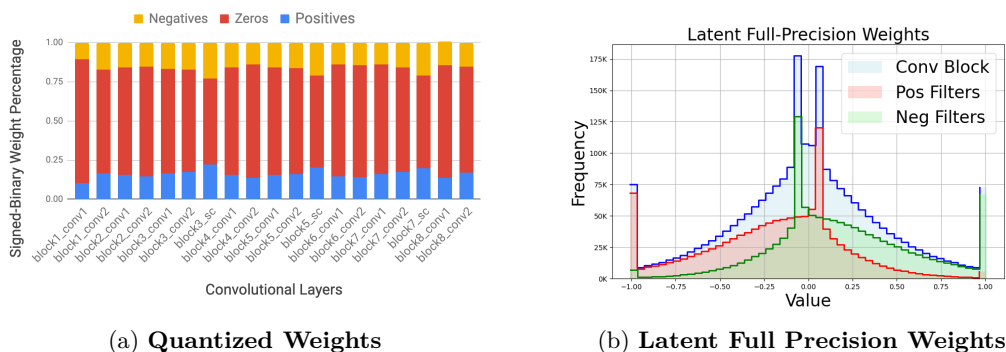 Negatives Zeros Positives
Signed-Binary Weight Percentage
1.00
0.75
0.50
0.25
0.00
block1_conv1
block1_conv2
block2_conv1
block2_conv2
block3_conv1
block3_conv2
block3_sc
block4_conv1
block4_conv2
block5_conv1
block5_conv2
block5_sc
block6_conv1
block6_conv2
block7_conv1
block7_conv2
block7_sc
block8_conv1
block8_conv2
Convolutional Layers
(a) Quantized Weights
Latent Full-Precision Weights
Conv Block
Pos Filters
Neg Filters
Frequency
175K
150K
125K
100K
75K
50K
25K
0K
−1.00 −0.75 −0.50 −0.25 0.00 0.25 0.50 0.75 1.00
Value
(b) Latent Full Precision Weights